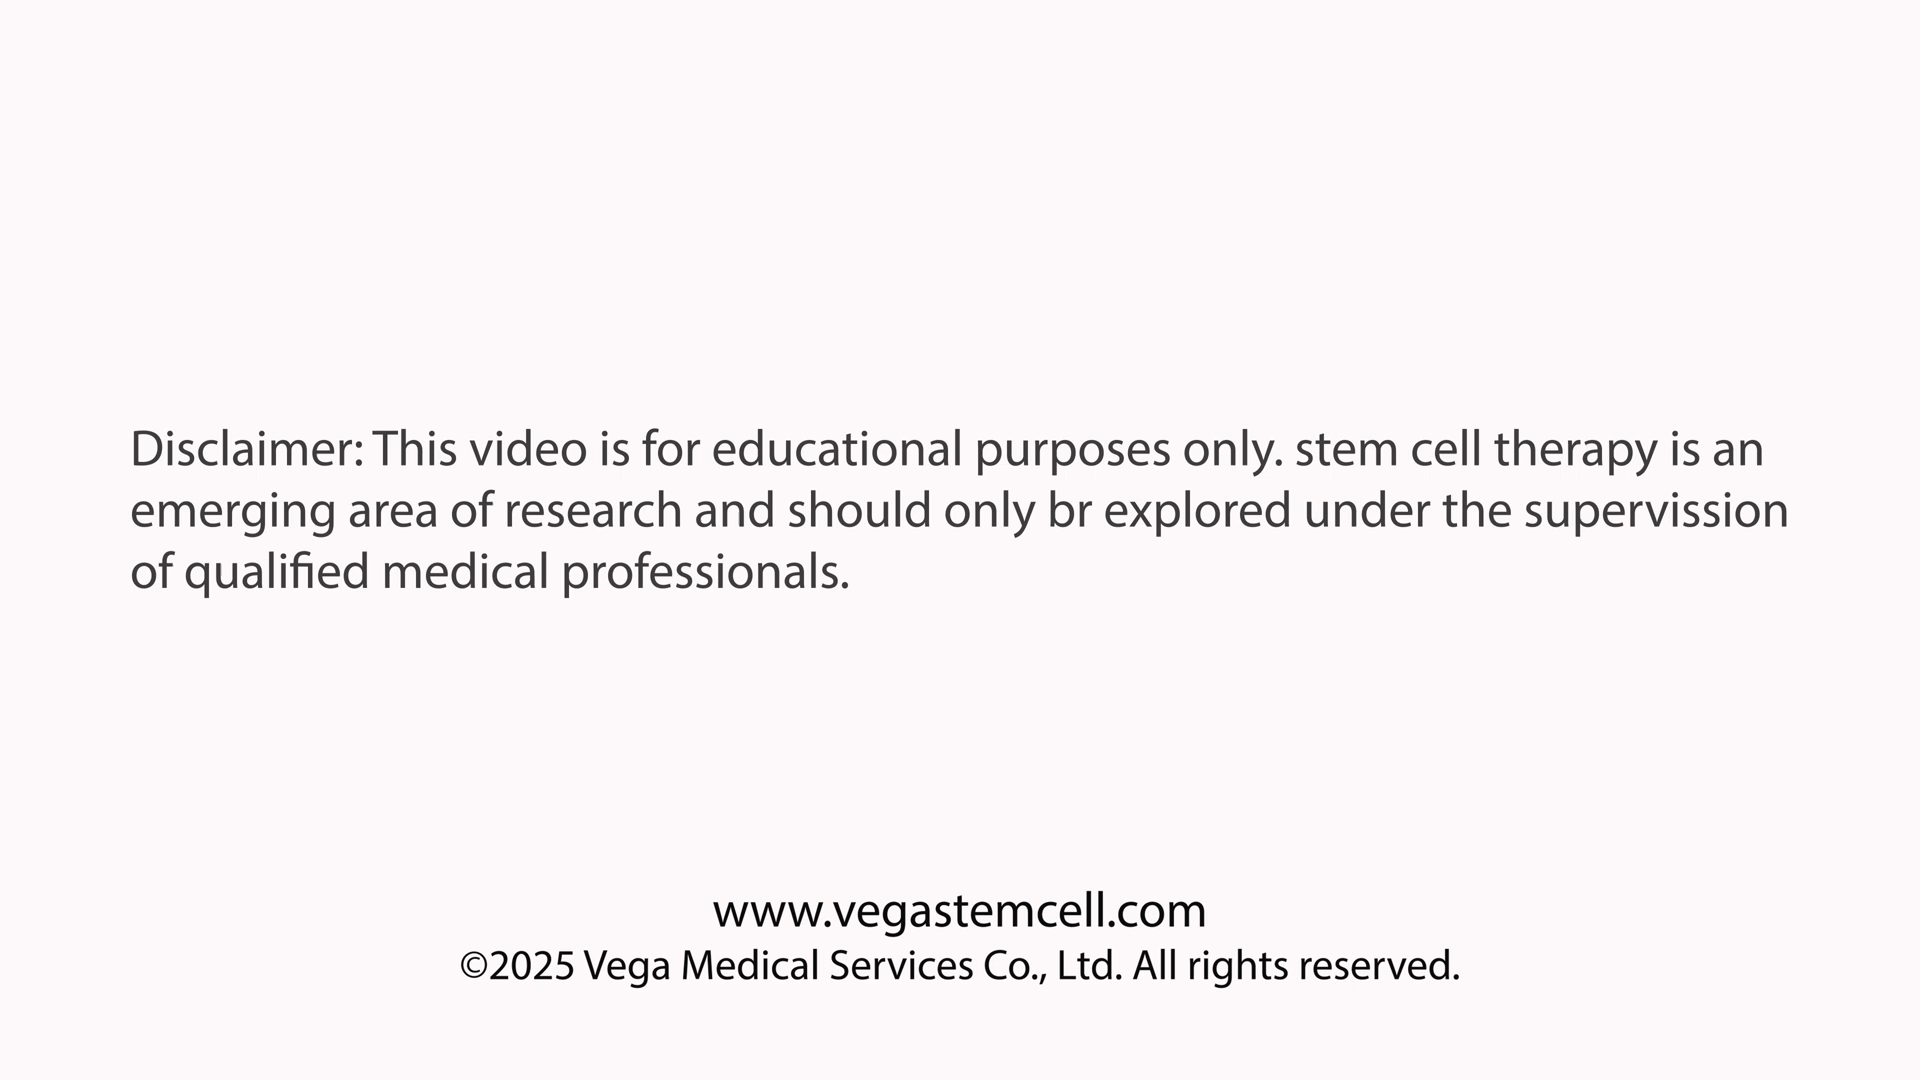 Disclaimer: This video is for educational purposes only. stem cell therapy is an
emerging area of research and should only br explored under the supervission
of qualified medical professionals.
www.vegastemcell.com
©2025 Vega Medical Services Co., Ltd. All rights reserved.